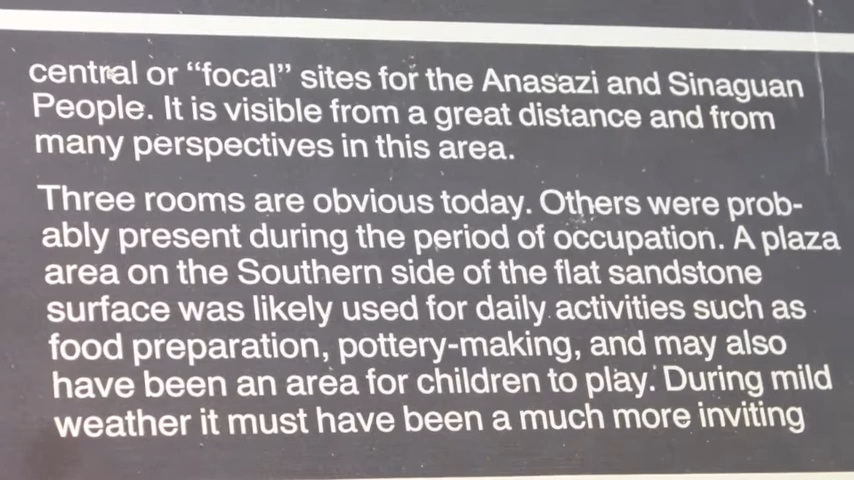 central or “focal” sites for the Anasazi and Sinaguan
People. It is visible from a great distance and from
many perspectives in this area.
Three rooms are obvious today. Others were prob-
ably present during the period of occupation. A plaza
area on the Southern side of the flat sandstone
surface was likely used for daily activities such as
food preparation, pottery-making, and may also
have been an area for children to play. During mild
weather it must have been a much more inviting